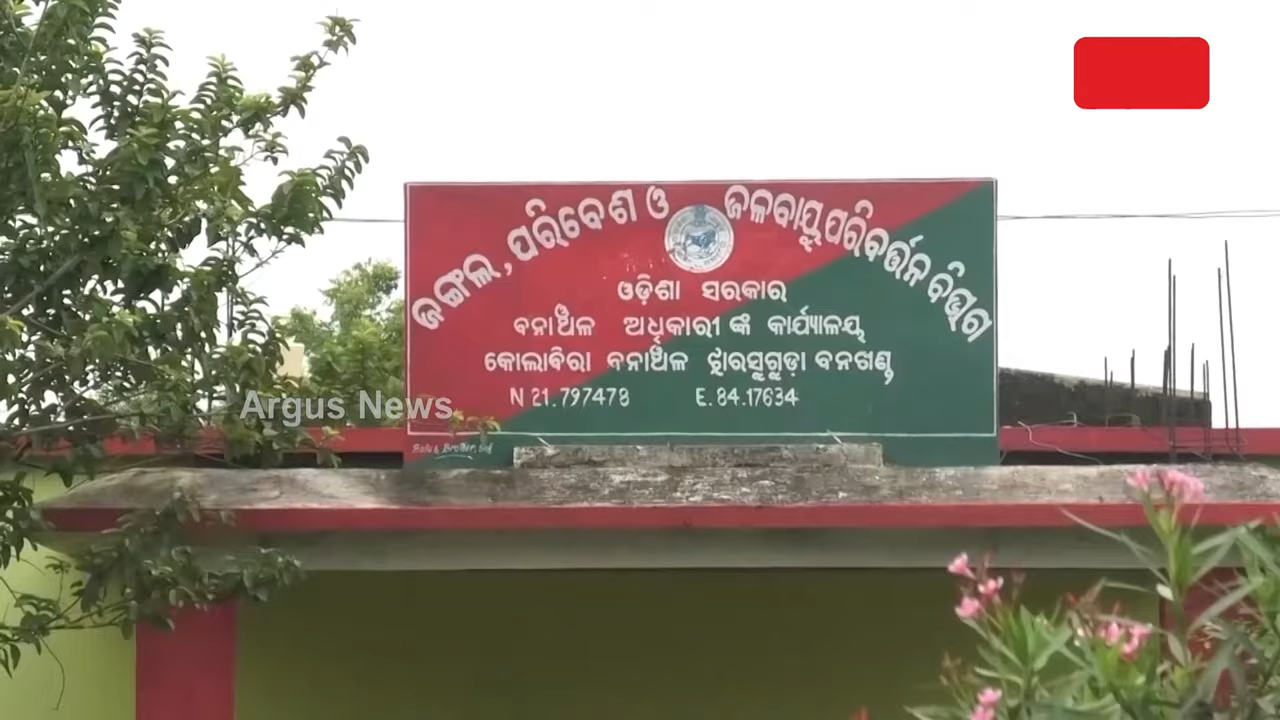 ଜଙ୍ଗଲ, ପରିବେଶ ଓ ଜଳବାୟୁ ପରିବର୍ତ୍ତନ ବିଭାଗ
ଓଡ଼ିଶା ସରକାର
ବନାଞ୍ଚଳ ଅଧିକାରୀଙ୍କ କାର୍ଯ୍ୟାଳୟ
କୋଲାବିରା ବନାଞ୍ଚଳ ଝାରସୁଗୁଡ଼ା ବନଖଣ୍ଡ
N 21.797478 E. 84.17634
Argus News